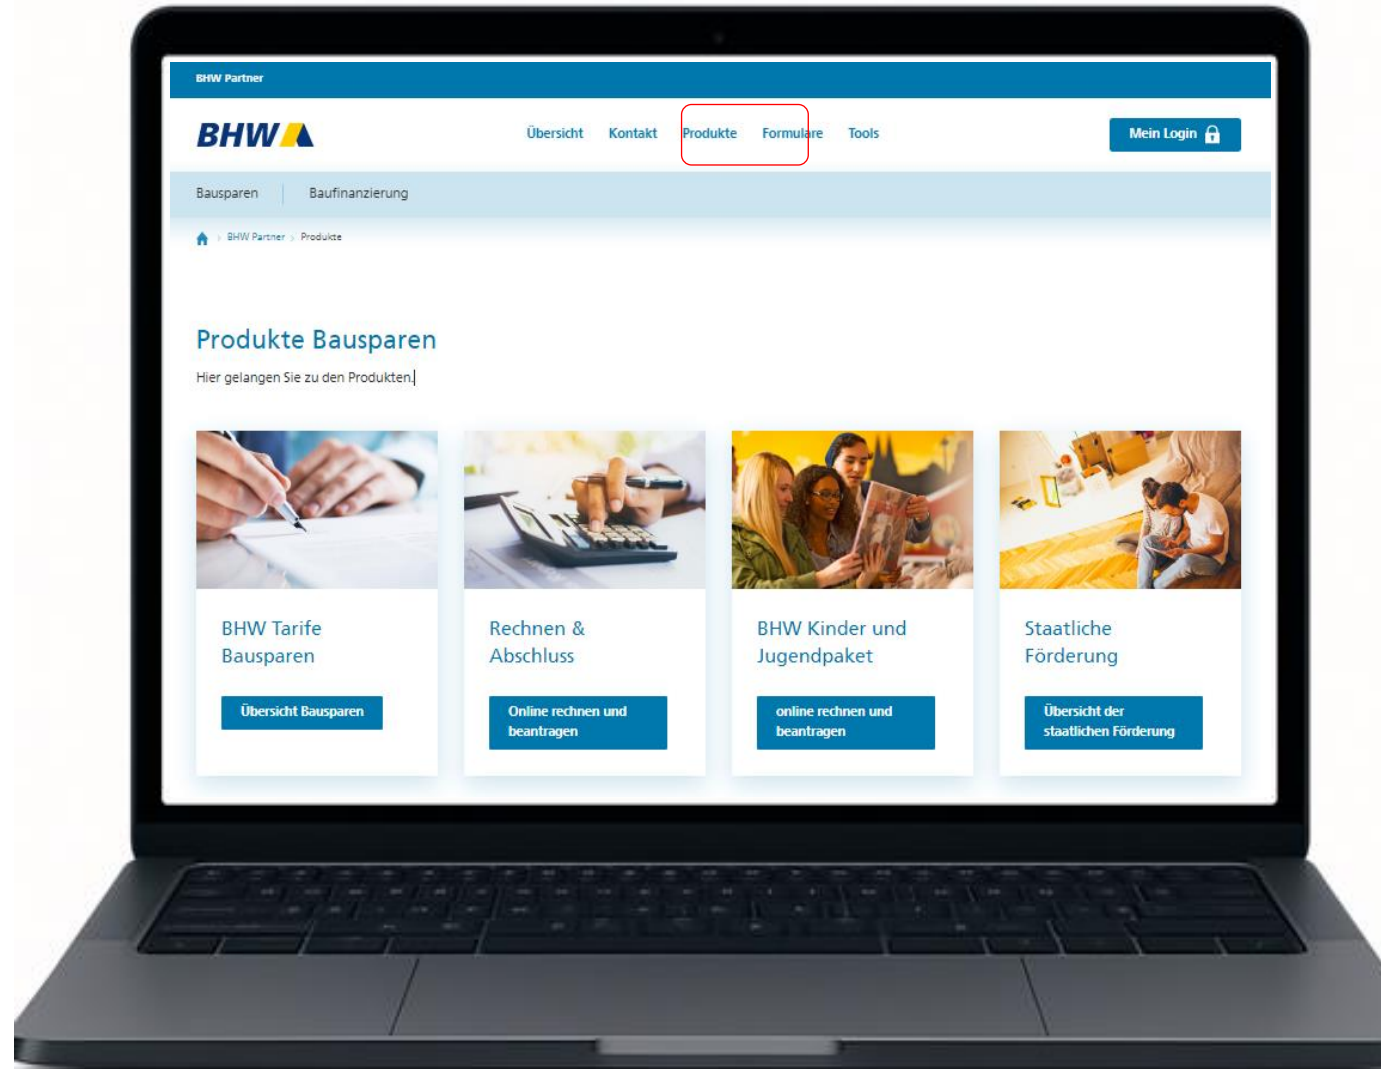 BHW Partner
BHW
Übersicht Kontakt Produkte Formulare Tools
Mein Login
Bausparen Baufinanzierung
BHW Partner Produkte
Produkte Bausparen
Hier gelangen Sie zu den Produkten.
BHW Tarife
Bausparen
Übersicht Bausparen
Rechnen &
Abschluss
Online rechnen und
beantragen
BHW Kinder und
Jugendpaket
online rechnen und
beantragen
Staatliche
Förderung
Übersicht der
staatlichen Förderung